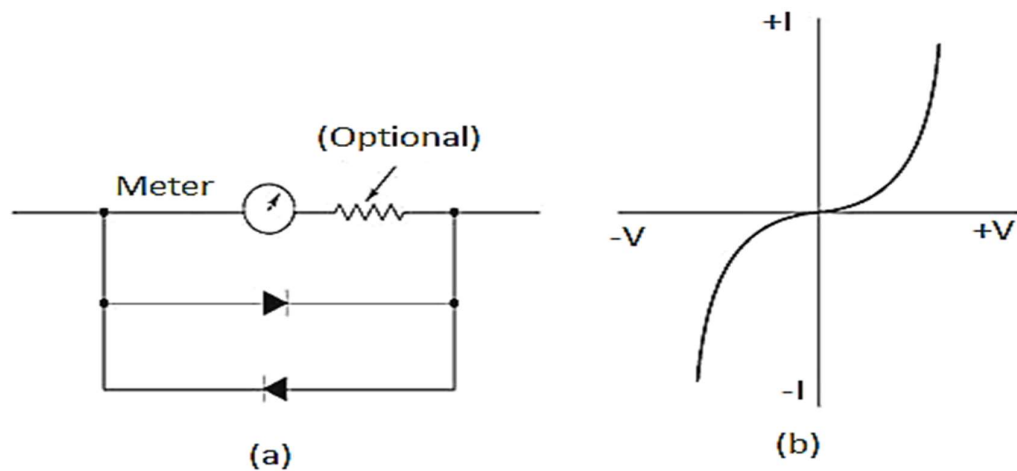 (Optional)
Meter
(a)
+I
-V
+V
-I
(b)